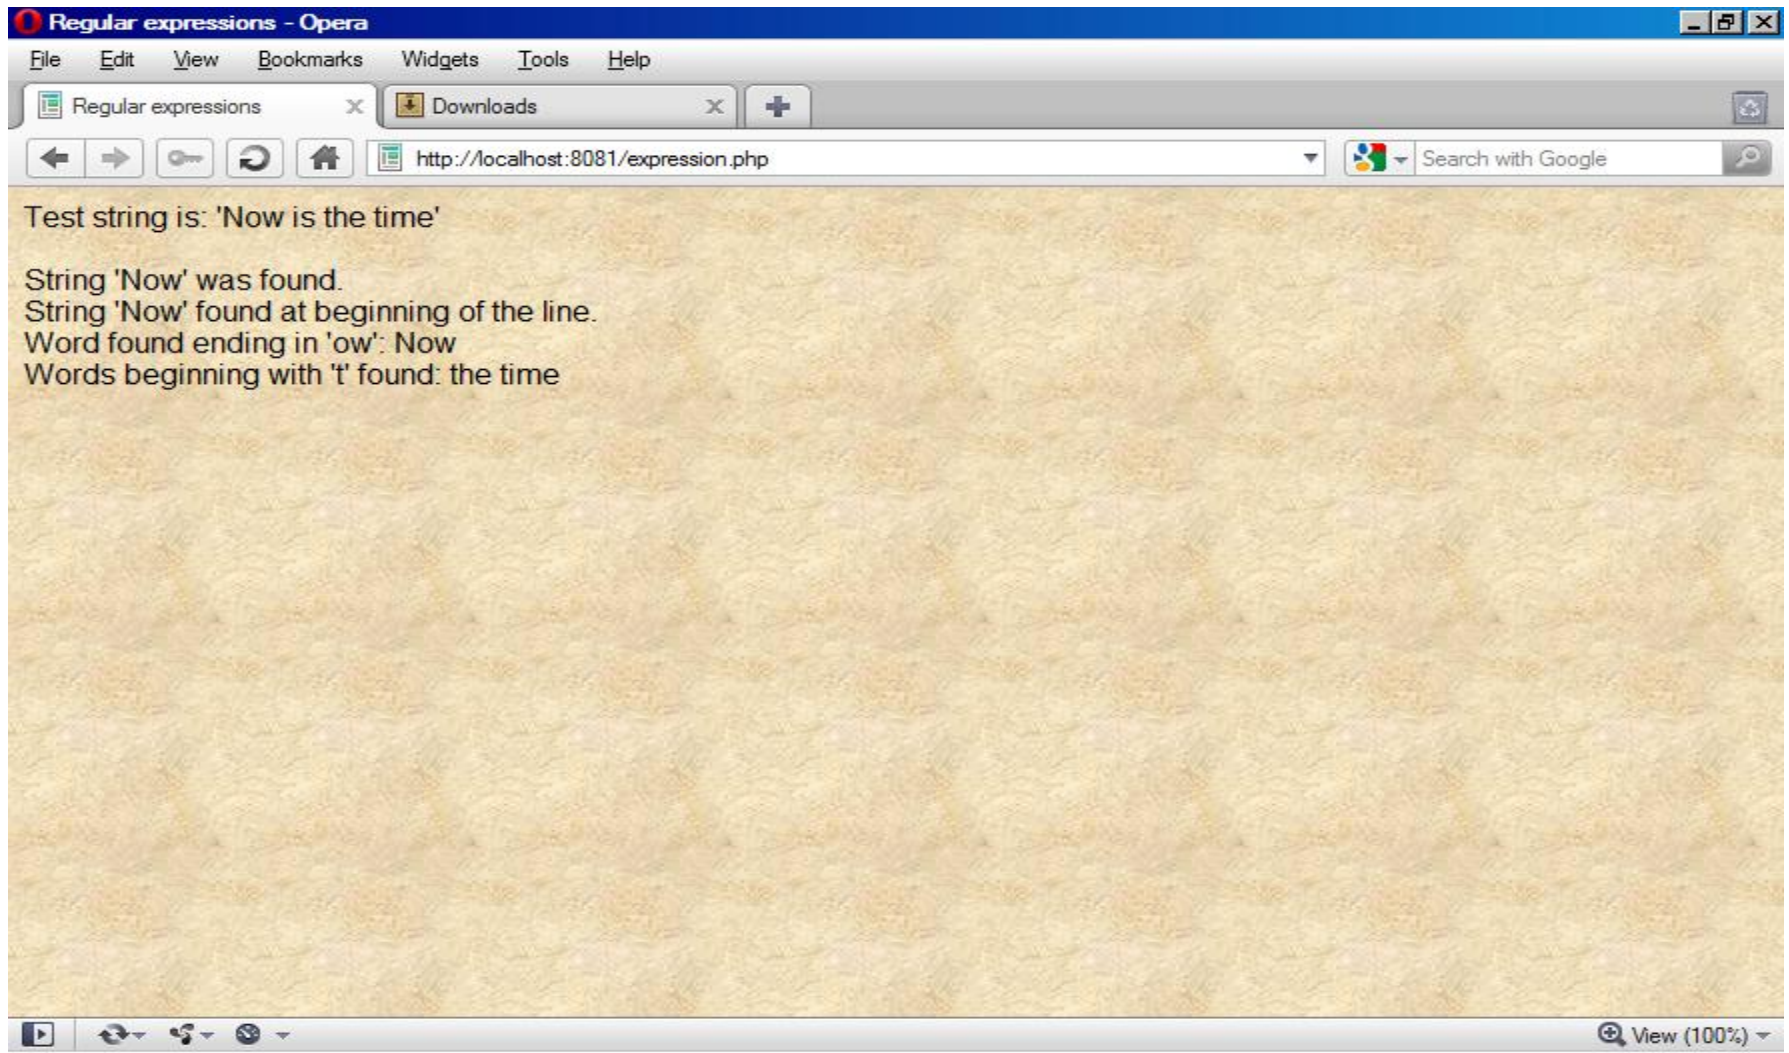 Regular expressions - Opera
File Edit View Bookmarks Widgets Tools Help
Regular expressions Downloads
http://localhost:8081/expression.php Search with Google
Test string is: 'Now is the time'
String 'Now' was found.
String 'Now' found at beginning of the line.
Word found ending in 'ow': Now
Words beginning with 't' found: the time
View (100%)